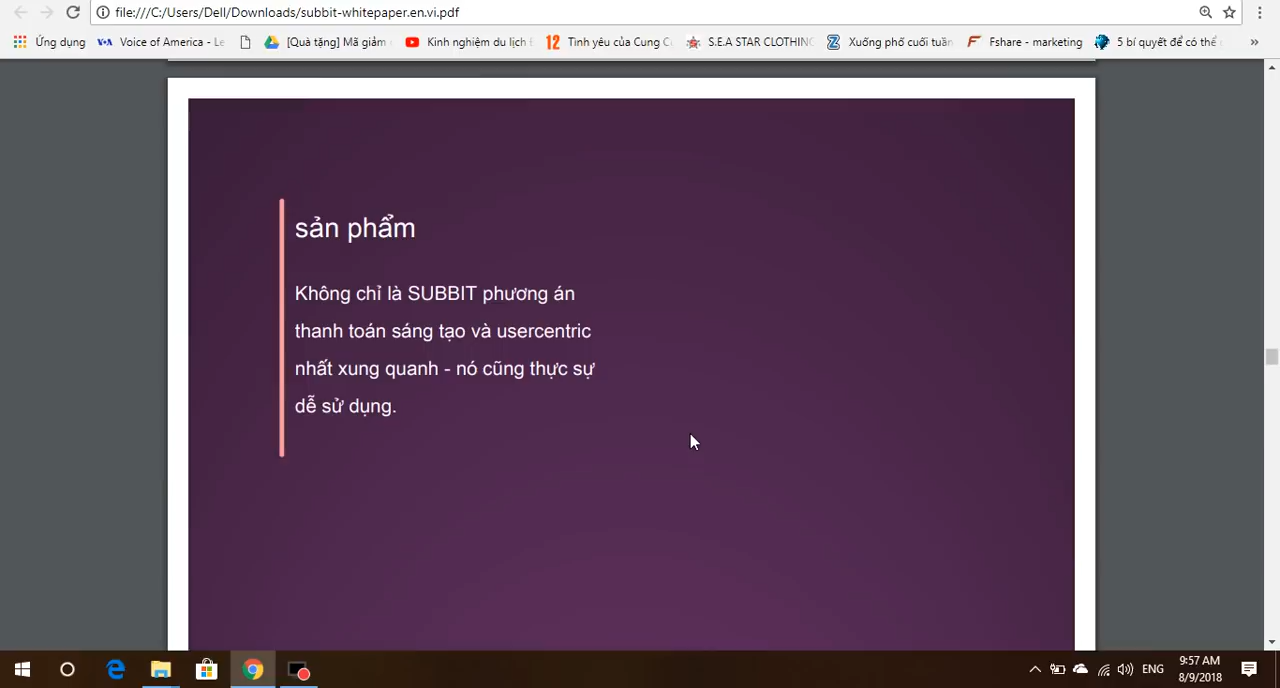 file:///C:/Users/Dell/Downloads/subbit-whitepaper.en.vi.pdf
Ứng dụng
VOA Voice of America - Le
[Quà tặng] Mã giảm
Kinh nghiệm du lịch
12 Tình yêu của Cung C
S.E.A STAR CLOTHING
Z Xuống phố cuối tuần
F Fshare - marketing
5 bí quyết để có thể
»
sản phẩm
Không chỉ là SUBBIT phương án
thanh toán sáng tạo và usercentric
nhất xung quanh - nó cũng thực sự
dễ sử dụng.
ENG
9:57 AM
8/9/2018